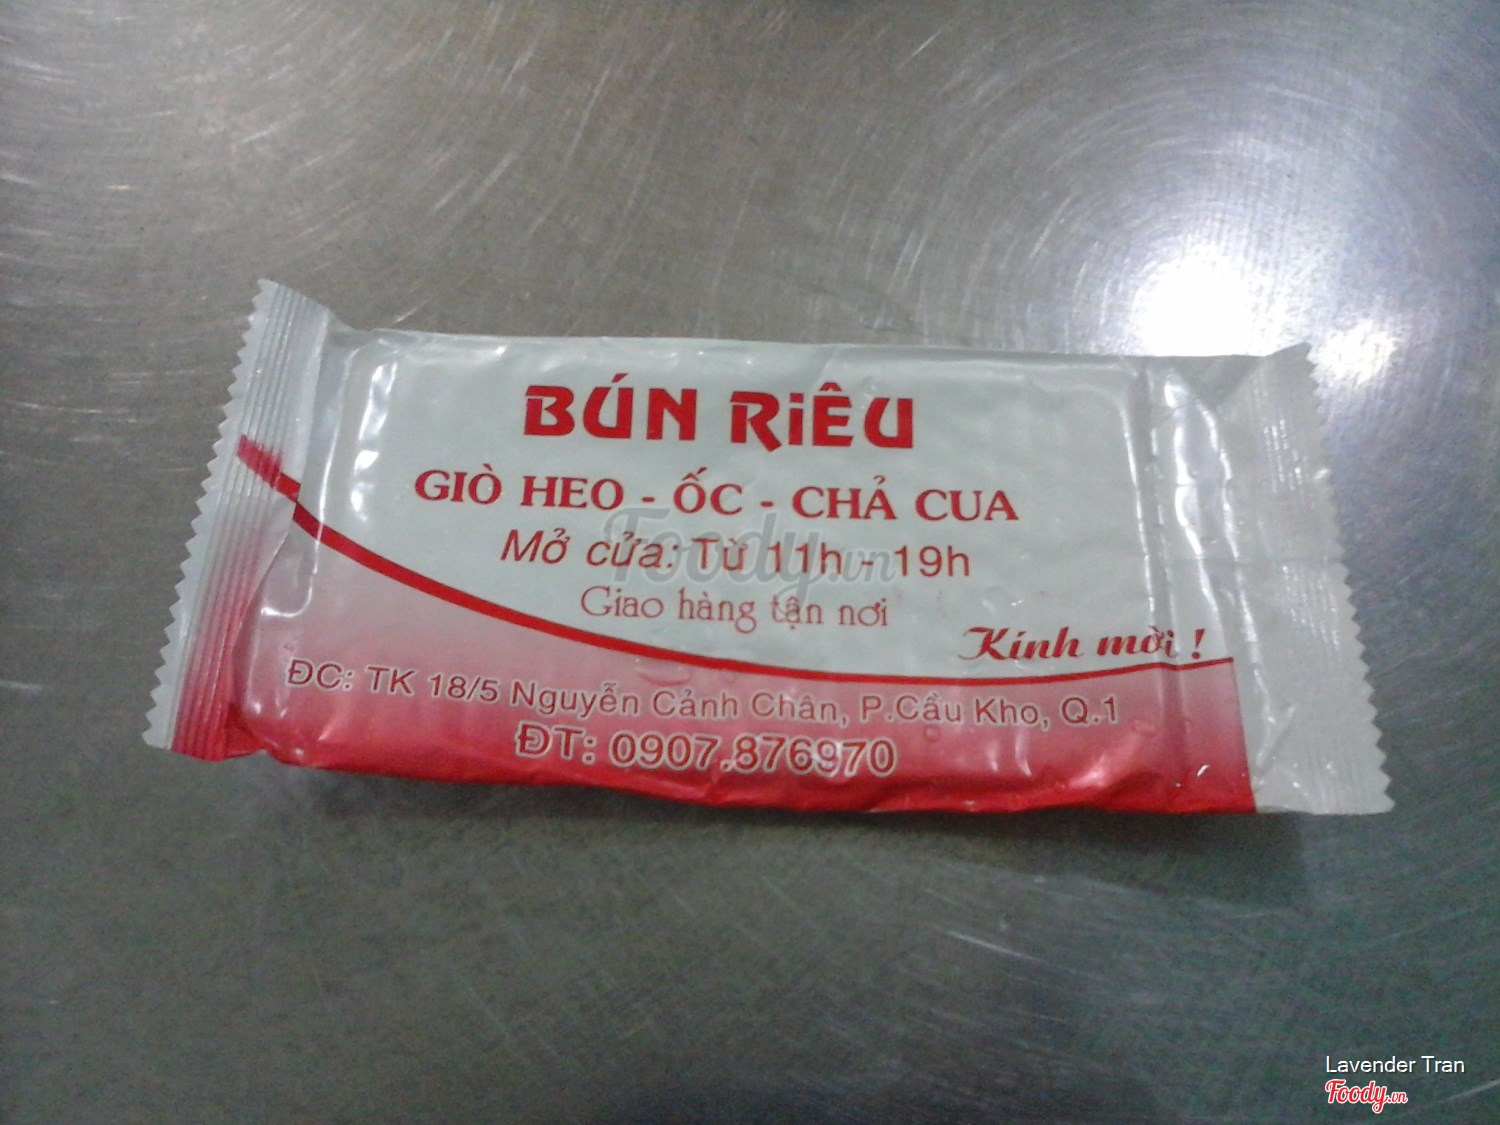 BÚN RiÊU
GIÒ HEO - ỐC - CHẢ CUA
Mở cửa: Từ 11h - 19h
Giao hàng tận nơi
Kính mời !
ĐC: TK 18/5 Nguyễn Cảnh Chân, P.Cầu Kho, Q.1
ĐT: 0907.876970
Foody.vn
Lavender Tran
Foody.vn